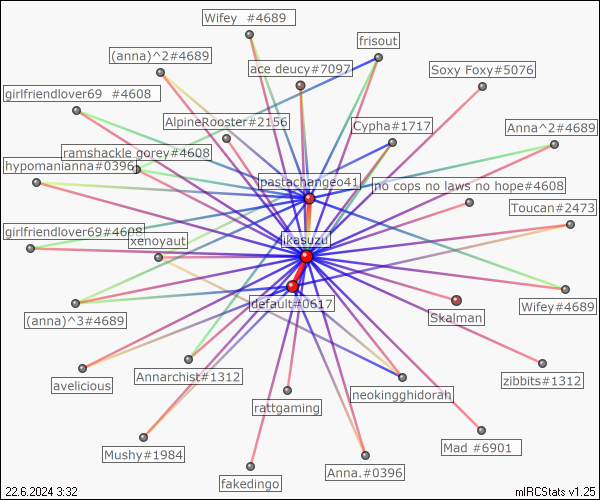 Wifey #4689
frisout
(anna)^2#4689
ace deucy#7097
Soxy Foxy#5076
girlfriendlover69 #4608
AlpineRooster#2156
Cypha#1717
Anna^2#4689
ramshackle gorey#4608
hypomanianna#0396
pastachangeo41
no cops no laws no hope#4608
Toucan#2473
girlfriendlover69#4608
xenoyaut
ikasuzu
default#0617
Wifey#4689
Skalman
(anna)^3#4689
avelicious
Annarchist#1312
zibbits#1312
neokingghidorah
rattgaming
Mushy#1984
Mad #6901
Anna.#0396
fakedingo
22.6.2024 3:32
mIRCStats v1.25